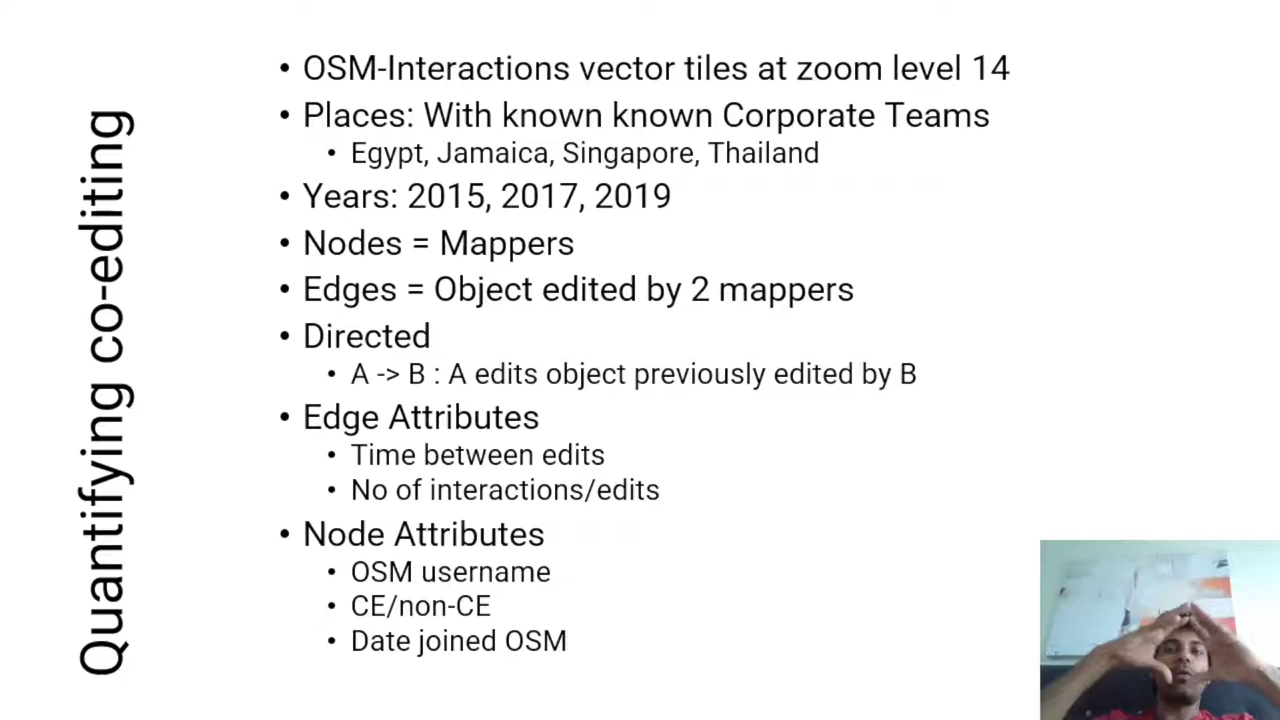 Quantifying co-editing
• OSM-Interactions vector tiles at zoom level 14
• Places: With known known Corporate Teams
• Egypt, Jamaica, Singapore, Thailand
• Years: 2015, 2017, 2019
• Nodes = Mappers
• Edges = Object edited by 2 mappers
• Directed
• A -> B : A edits object previously edited by B
• Edge Attributes
• Time between edits
• No of interactions/edits
• Node Attributes
• OSM username
• CE/non-CE
• Date joined OSM